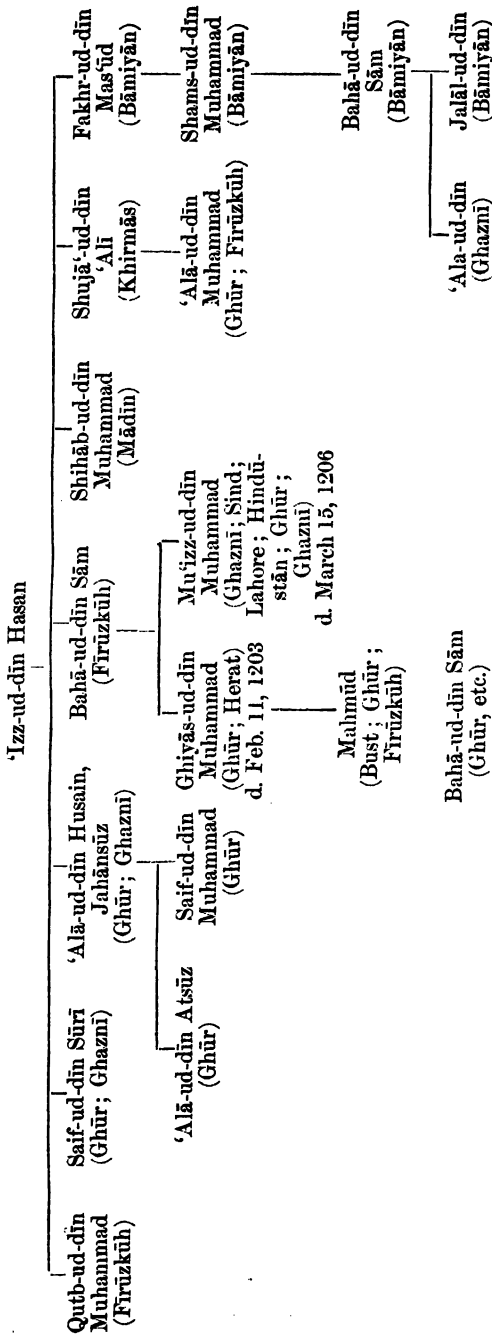 ‘Izz-ud-dīn Hasan
Qutb-ud-dīn
Muhammad
(Fīrūzkūh)
Saif-ud-dīn Sūrī
(Ghūr; Ghaznī)
‘Alā-ud-dīn Husain,
Jahānsūz
(Ghūr; Ghaznī)
Bahā-ud-dīn Sām
(Fīrūzkūh)
Shihāb-ud-dīn
Muhammad
(Mādīn)
Shujā‘-ud-dīn
‘Alī
(Khirmās)
Fakhr-ud-dīn
Mas‘ūd
(Bāmiyān)
‘Alā-ud-dīn Atsūz
(Ghūr)
Saif-ud-dīn
Muhammad
(Ghūr)
Ghiyās-ud-dīn
Muhammad
(Ghūr; Herat)
d. Feb. 11, 1203
Mu‘izz-ud-dīn
Muhammad
(Ghaznī; Sind;
Lahore; Hindū-
stān; Ghūr;
Ghaznī)
d. March 15, 1206
‘Alā-ud-dīn
Muhammad
(Ghūr; Fīrūzkūh)
Shams-ud-dīn
Muhammad
(Bāmiyān)
Mahmūd
(Bust; Ghūr;
Fīrūzkūh)
Bahā-ud-dīn
Sām
(Bāmiyān)
Bahā-ud-dīn Sām
(Ghūr, etc.)
‘Ala-ud-dīn
(Ghaznī)
Jalāl-ud-dīn
(Bāmiyān)